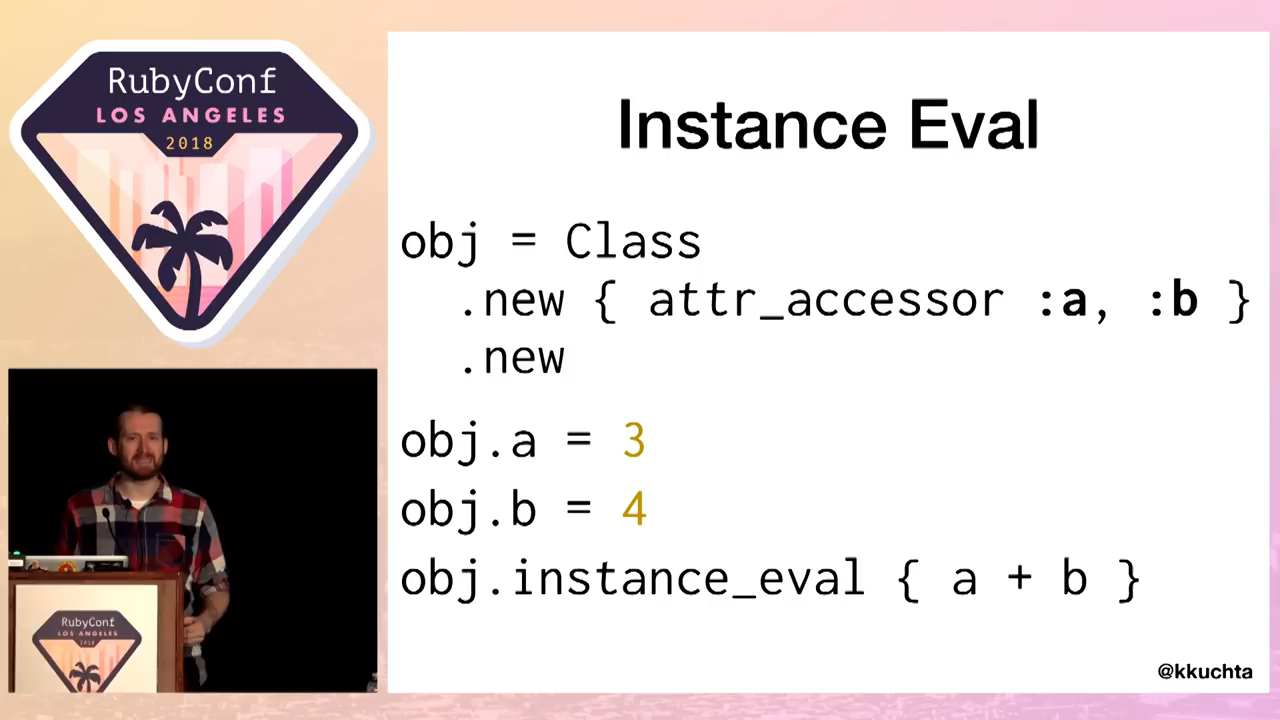 RubyConf
LOS ANGELES
2018
Instance Eval
obj = Class
  .new { attr_accessor :a, :b }
  .new
obj.a = 3
obj.b = 4
obj.instance_eval { a + b }
@kkuchta
RubyConf
LOS ANGELES
2018